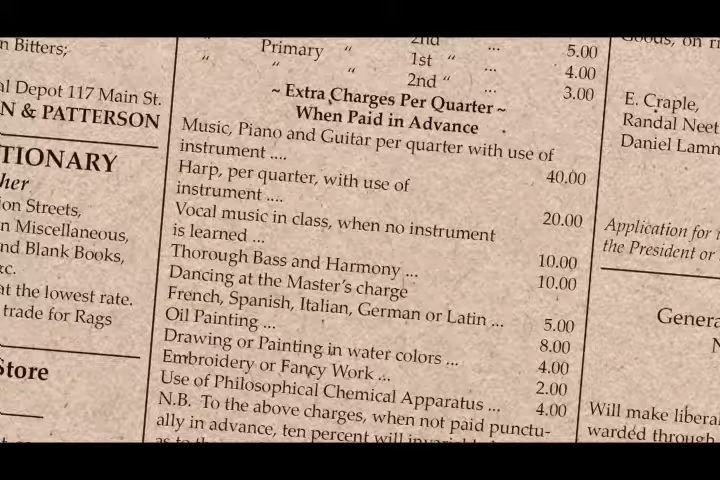 n Bitters;
al Depot 117 Main St.
N & PATTERSON
TIONARY
her
ion Streets,
n Miscellaneous,
nd Blank Books,
&c.
at the lowest rate.
trade for Rags
Store
“ “ 2nd “ ... 5.00
Primary “ 1st “ ... 4.00
“ “ “ 2nd “ ... 3.00
~ Extra Charges Per Quarter ~
When Paid in Advance
Music, Piano and Guitar per quarter with use of
instrument .... 40.00
Harp, per quarter, with use of
instrument .... 20.00
Vocal music in class, when no instrument
is learned ... 10.00
Thorough Bass and Harmony ... 10.00
Dancing at the Master's charge
French, Spanish, Italian, German or Latin ... 5.00
Oil Painting ... 8.00
Drawing or Painting in water colors ... 4.00
Embroidery or Fancy Work ... 2.00
Use of Philosophical Chemical Apparatus ... 4.00
N.B. To the above charges, when not paid punctu-
ally in advance, ten percent will
as to the
Goods, on
E. Craple,
Randal Neet
Daniel Lamn
Application for
the President or
Genera
Will make liberal
warded through